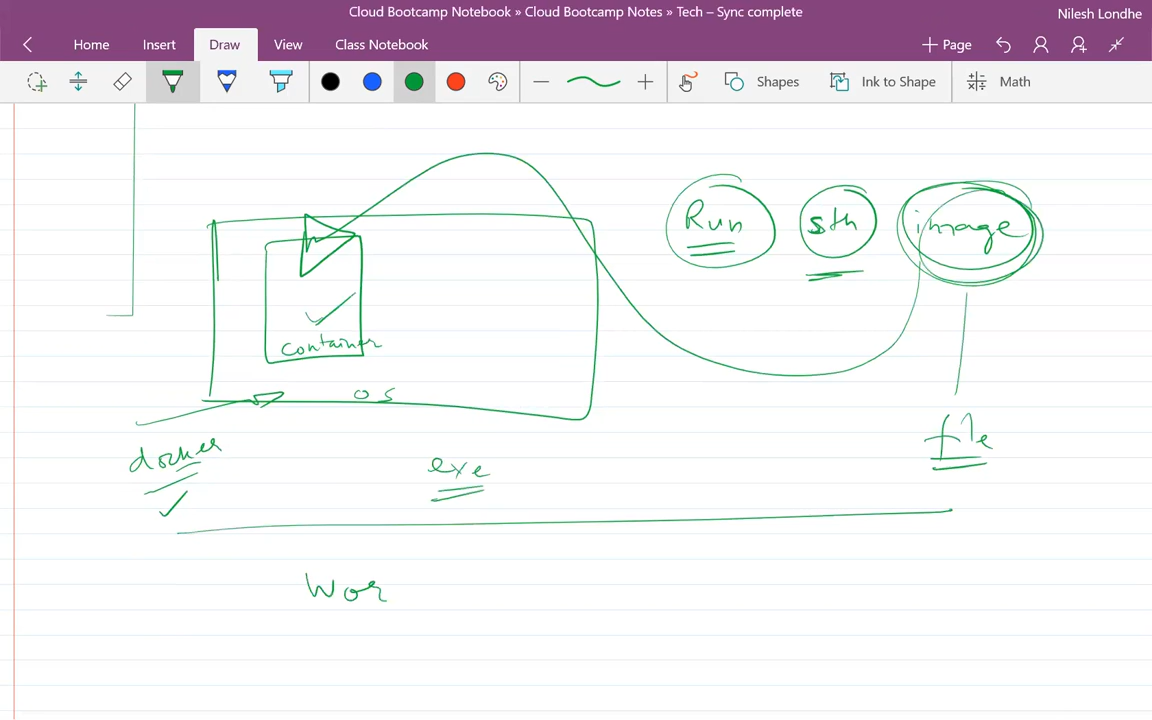 Cloud Bootcamp Notebook » Cloud Bootcamp Notes » Tech – Sync complete
Nilesh Londhe
Home Insert Draw View Class Notebook Page
Shapes Ink to Shape Math
Run sth image
container
os
docker exe file
Wor